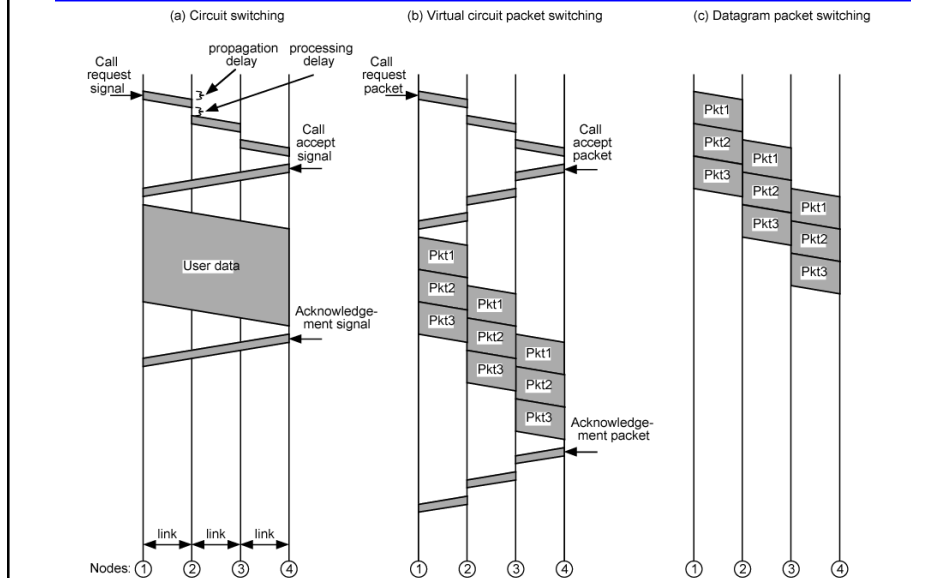 (a) Circuit switching
(b) Virtual circuit packet switching
(c) Datagram packet switching
propagation
delay
processing
delay
Call
request
signal
Call
accept
signal
User data
Acknowledge-
ment signal
link
link
link
Nodes: 1 2 3 4
Call
request
packet
Call
accept
packet
Pkt1
Pkt2
Pkt3
Pkt1
Pkt2
Pkt3
Pkt1
Pkt2
Pkt3
Acknowledge-
ment packet
1 2 3 4
Pkt1
Pkt2
Pkt3
Pkt1
Pkt2
Pkt3
Pkt1
Pkt2
Pkt3
1 2 3 4